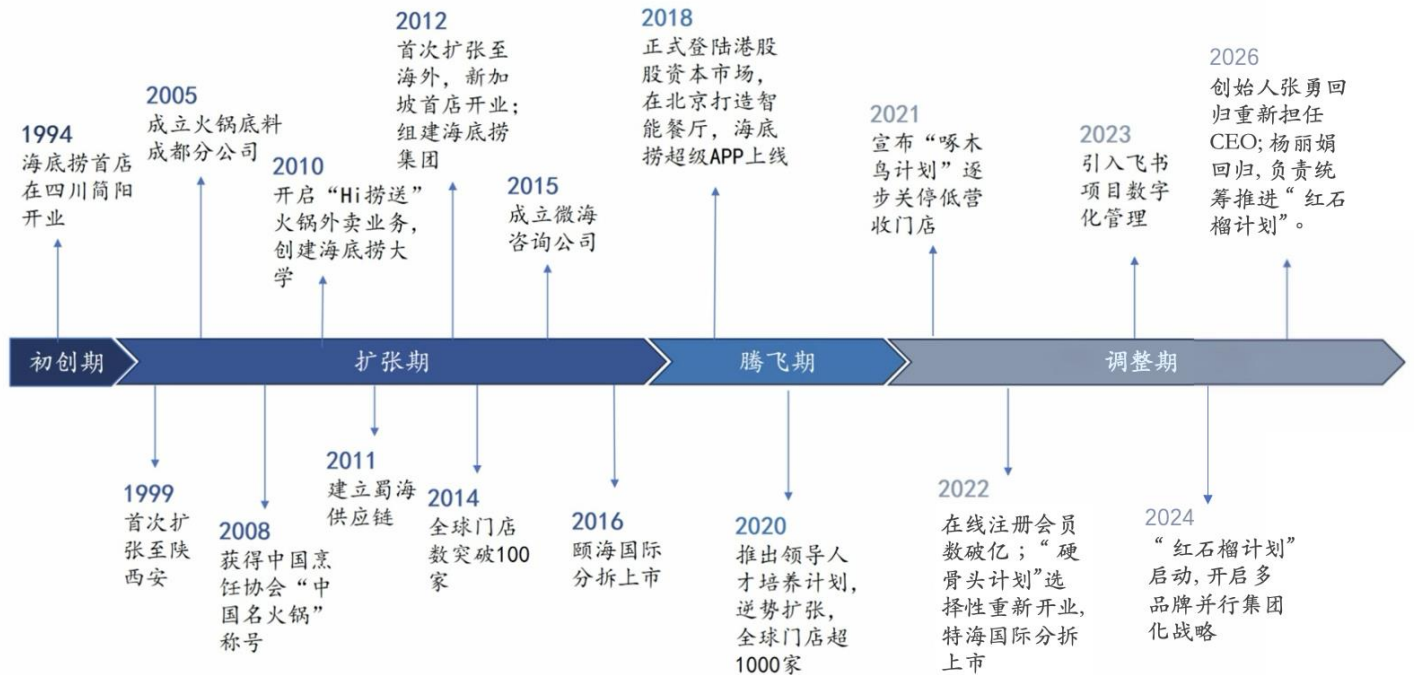 1994
海底捞首店
在四川简阳
开业
2005
成立火锅底料
成都分公司
2010
开启“Hi捞送”
火锅外卖业务，
创建海底捞大
学
2012
首次扩张至
海外，新加
坡首店开业；
组建海底捞
集团
2015
成立微海
咨询公司
2018
正式登陆港股
股资本市场，
在北京打造智
能餐厅，海底
捞超级APP上线
2021
宣布“啄木
鸟计划”逐
步关停低营
收门店
2023
引入飞书
项目数字
化管理
2026
创始人张勇回
归重新担任
CEO; 杨丽娟
回归, 负责统
筹推进“ 红石
榴计划”。
初创期
扩张期
腾飞期
调整期
1999
首次扩
张至陕
西安
2008
获得中国烹
饪协会“中
国名火锅”
称号
2011
建立蜀海
供应链
2014
全球门店
数突破100
家
2016
颐海国际
分拆上市
2020
推出领导人
才培养计划，
逆势扩张，
全球门店超
1000家
2022
在线注册会员
数破亿；“硬
骨头计划”选
择性重新开业,
特海国际分拆
上市
2024
“ 红石榴计划”
启动, 开启多
品牌并行集团
化战略